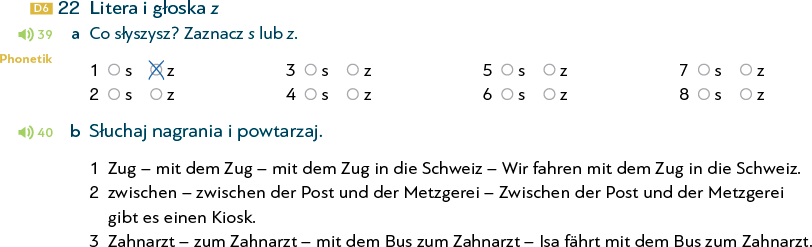 D6 22 Litera i głoska z
39 a Co słyszysz? Zaznacz s lub z.
Phonetik
1 s z 3 s z 5 s z 7 s z
2 s z 4 s z 6 s z 8 s z
40 b Słuchaj nagrania i powtarzaj.
1 Zug – mit dem Zug – mit dem Zug in die Schweiz – Wir fahren mit dem Zug in die Schweiz.
2 zwischen – zwischen der Post und der Metzgerei – Zwischen der Post und der Metzgerei
gibt es einen Kiosk.
3 Zahnarzt – zum Zahnarzt – mit dem Bus zum Zahnarzt – Isa fährt mit dem Bus zum Zahnarzt.